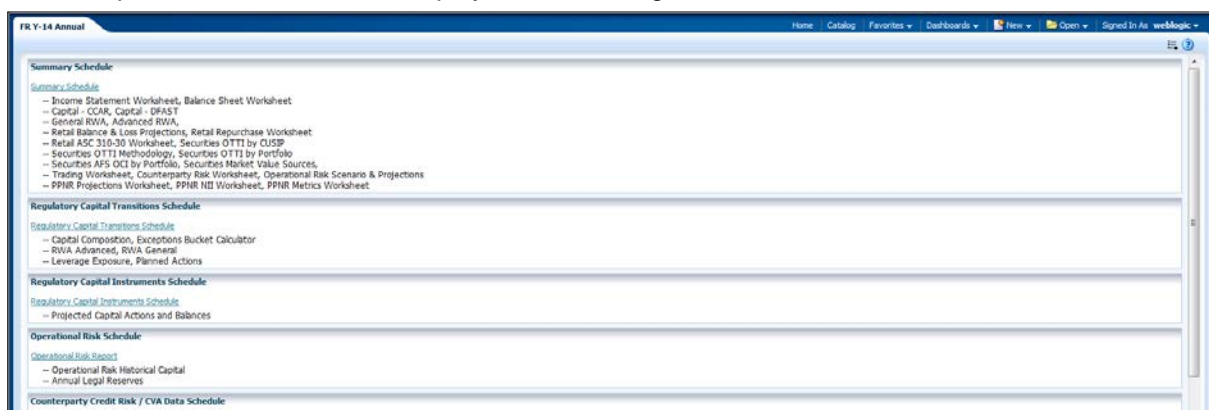 FR Y-14 Annual
Home Catalog Favorites Dashboards New Open Signed In As weblogic
Summary Schedule
Summary Schedule
-- Income Statement Worksheet, Balance Sheet Worksheet
-- Capital - CCAR, Capital - DFAST
-- General RWA, Advanced RWA,
-- Retail Balance & Loss Projections, Retail Repurchase Worksheet
-- Retail ASC 310-30 Worksheet, Securities OTTI by CUSIP
-- Securities OTTI Methodology, Securities OTTI by Portfolio
-- Securities AFS OCI by Portfolio, Securities Market Value Sources,
-- Trading Worksheet, Counterparty Risk Worksheet, Operational Risk Scenario & Projections
-- PPNR Projections Worksheet, PPNR NII Worksheet, PPNR Metrics Worksheet
Regulatory Capital Transitions Schedule
Regulatory Capital Transitions Schedule
-- Capital Composition, Exceptions Bucket Calculator
-- RWA Advanced, RWA General
-- Leverage Exposure, Planned Actions
Regulatory Capital Instruments Schedule
Regulatory Capital Instruments Schedule
-- Projected Capital Actions and Balances
Operational Risk Schedule
Operational Risk Report
-- Operational Risk Historical Capital
-- Annual Legal Reserves
Counterparty Credit Risk / CVA Data Schedule